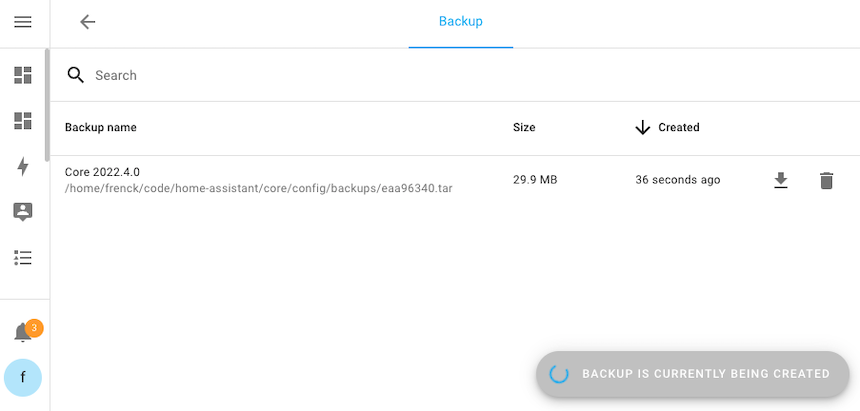 Backup
Search
Backup name Size Created
Core 2022.4.0
/home/frenck/code/home-assistant/core/config/backups/eaa96340.tar
29.9 MB 36 seconds ago
3
f
BACKUP IS CURRENTLY BEING CREATED